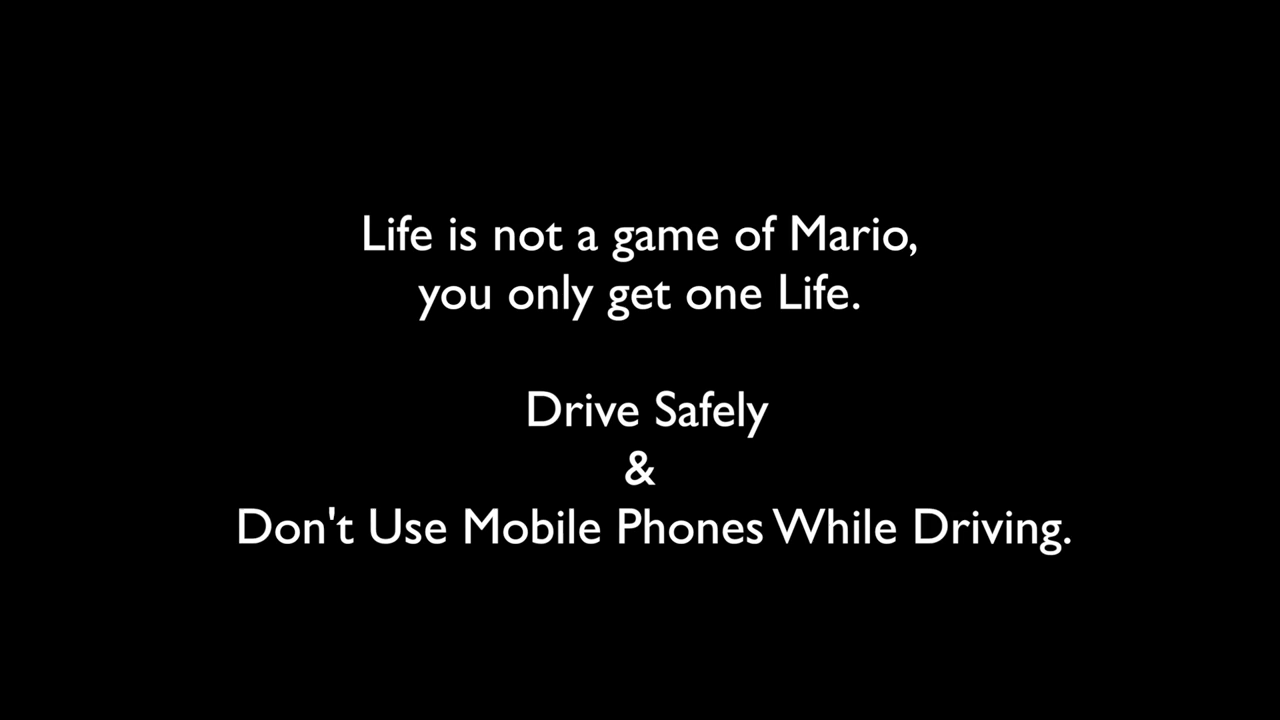 Life is not a game of Mario,
you only get one Life.
Drive Safely
&
Don't Use Mobile Phones While Driving.